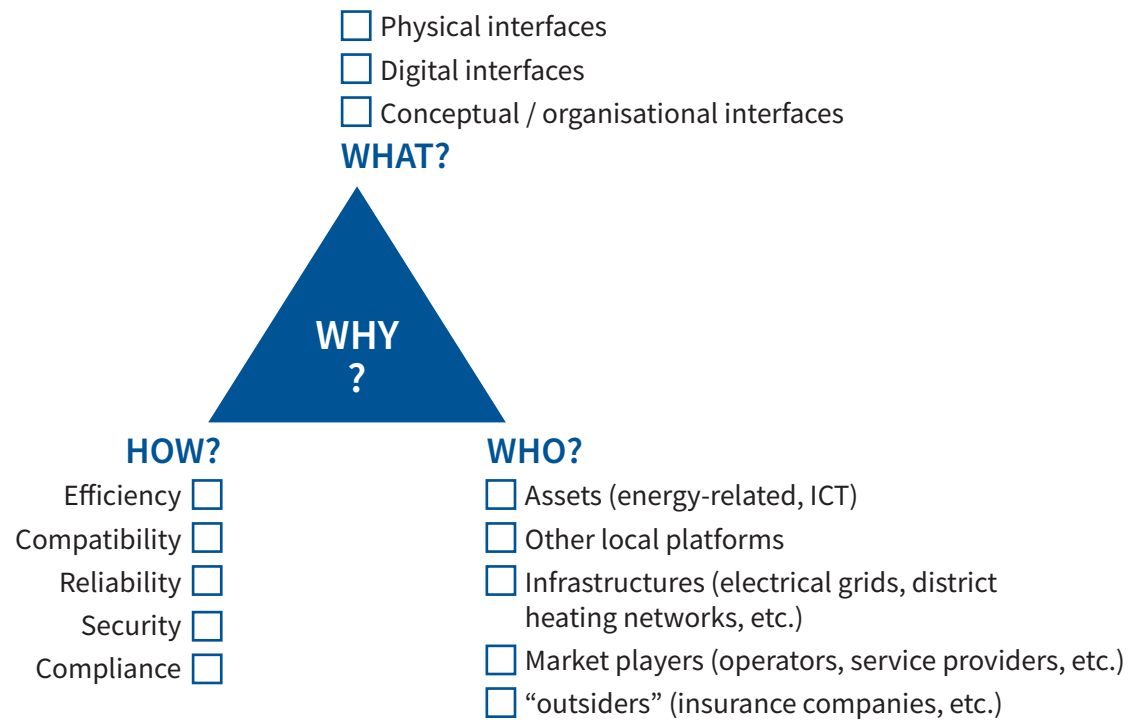 Physical interfaces
Digital interfaces
Conceptual / organisational interfaces
WHAT?
WHY
?
HOW?
Efficiency
Compatibility
Reliability
Security
Compliance
WHO?
Assets (energy-related, ICT)
Other local platforms
Infrastructures (electrical grids, district
heating networks, etc.)
Market players (operators, service providers, etc.)
“outsiders” (insurance companies, etc.)